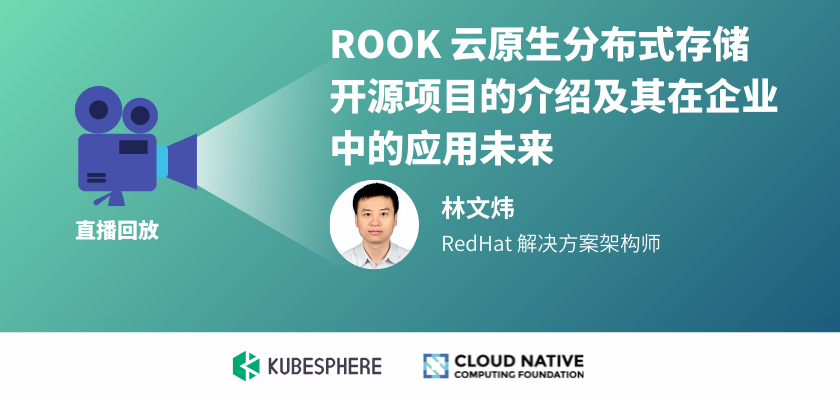 ROOK 云原生分布式存储
开源项目的介绍及其在企业
中的应用未来
直播回放
林文炜
RedHat 解决方案架构师
KUBESPHERE
CLOUD NATIVE
COMPUTING FOUNDATION